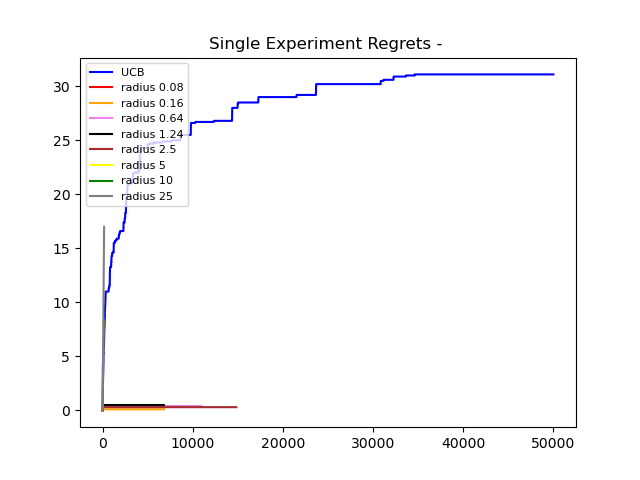 Single Experiment Regrets -
UCB
radius 0.08
radius 0.16
radius 0.64
radius 1.24
radius 2.5
radius 5
radius 10
radius 25
30
25
20
15
10
5
0
0 10000 20000 30000 40000 50000